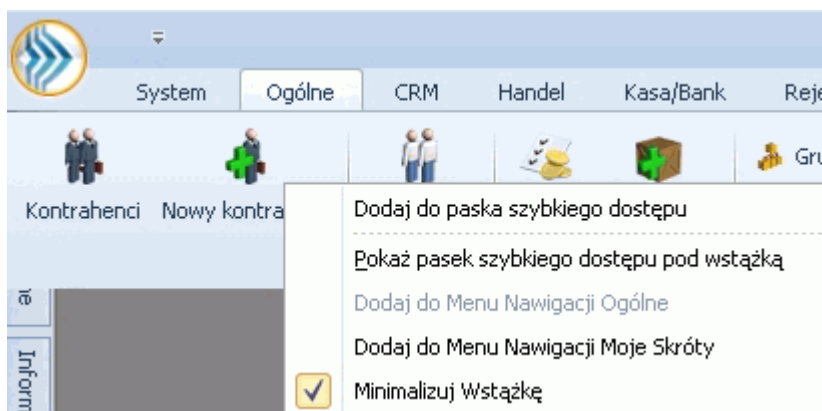 System Ogólne CRM Handel Kasa/Bank
Kontrahenci Nowy
Dodaj do paska szybkiego dostępu
Pokaż pasek szybkiego dostępu pod wstążką
Dodaj do Menu Nawigacji Ogólne
Dodaj do Menu Nawigacji Moje Skróty
Minimalizuj Wstążkę